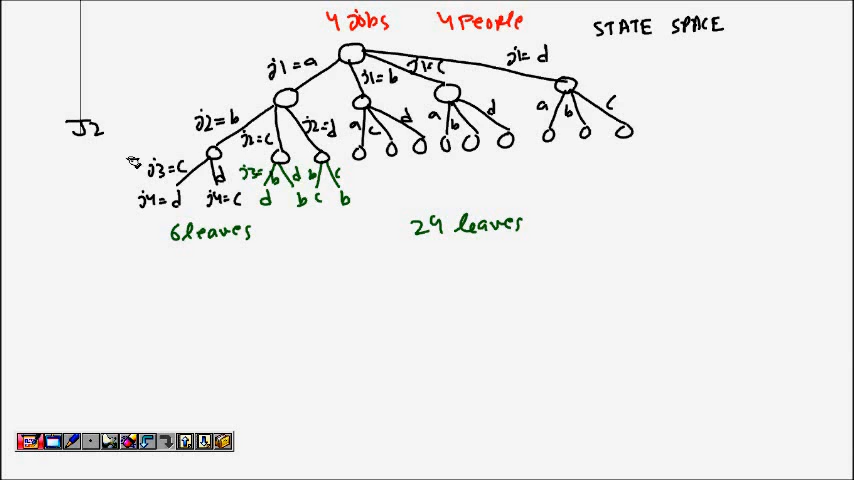 4 jobs 4 People STATE SPACE
j1=a j1=b j1=c j1=d
J2
j2=b j2=c j2=d a c d a b d a b c
j3=c d j3=b d b c
j4=d j4=c d b c b
6 leaves 24 leaves